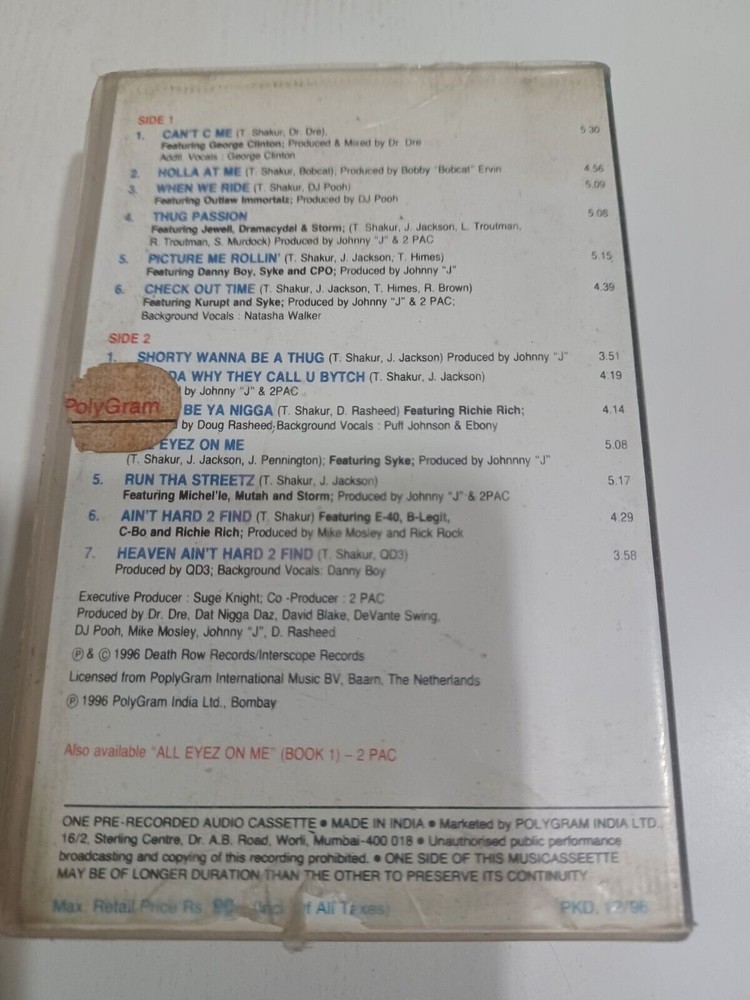 SIDE 1
1. CAN'T C ME (T. Shakur, Dr. Dre), 5.30
Featuring George Clinton; Produced & Mixed by Dr. Dre
Addtl. Vocals : George Clinton
2. HOLLA AT ME (T. Shakur, Bobcat); Produced by Bobby "Bobcat" Ervin 4.56
3. WHEN WE RIDE (T. Shakur, DJ Pooh) 5.09
Featuring Outlaw Immortalz; Produced by DJ Pooh
4. THUG PASSION 5.08
Featuring Jewell, Dramacydel & Storm; (T. Shakur, J. Jackson, L. Troutman,
R. Troutman, S. Murdock) Produced by Johnny "J" & 2 PAC
5. PICTURE ME ROLLIN' (T. Shakur, J. Jackson, T. Himes) 5.15
Featuring Danny Boy, Syke and CPO; Produced by Johnny "J"
6. CHECK OUT TIME (T. Shakur, J. Jackson, T. Himes, R. Brown) 4.39
Featuring Kurupt and Syke; Produced by Johnny "J" & 2 PAC;
Background Vocals : Natasha Walker
SIDE 2
1. SHORTY WANNA BE A THUG (T. Shakur, J. Jackson) Produced by Johnny "J" 3.51
DA WHY THEY CALL U BYTCH (T. Shakur, J. Jackson) 4.19
by Johnny "J" & 2PAC
PolyGram
BE YA NIGGA (T. Shakur, D. Rasheed) Featuring Richie Rich; 4.14
by Doug Rasheed; Background Vocals : Puff Johnson & Ebony
EYEZ ON ME 5.08
(T. Shakur, J. Jackson, J. Pennington); Featuring Syke; Produced by Johnnny "J"
5. RUN THA STREETZ (T. Shakur, J. Jackson) 5.17
Featuring Michel'le, Mutah and Storm; Produced by Johnny "J" & 2PAC
6. AIN'T HARD 2 FIND (T. Shakur) Featuring E-40, B-Legit, 4.29
C-Bo and Richie Rich; Produced by Mike Mosley and Rick Rock
7. HEAVEN AIN'T HARD 2 FIND (T. Shakur, QD3) 3.58
Produced by QD3; Background Vocals: Danny Boy
Executive Producer : Suge Knight; Co -Producer : 2 PAC
Produced by Dr. Dre, Dat Nigga Daz, David Blake, DeVante Swing,
DJ Pooh, Mike Mosley, Johnny "J", D. Rasheed
℗ & © 1996 Death Row Records/Interscope Records
Licensed from PoplyGram International Music BV, Baarn, The Netherlands
℗ 1996 PolyGram India Ltd., Bombay
Also available "ALL EYEZ ON ME" (BOOK 1) – 2 PAC
ONE PRE-RECORDED AUDIO CASSETTE • MADE IN INDIA • Marketed by POLYGRAM INDIA LTD.,
16/2, Sterling Centre, Dr. A.B. Road, Worli, Mumbai-400 018 • Unauthorised public performance
broadcasting and copying of this recording prohibited. • ONE SIDE OF THIS MUSICASSEETTE
MAY BE OF LONGER DURATION THAN THE OTHER TO PRESERVE ITS CONTINUITY
Max. Retail Price Rs. (Incl. of All Taxes) PKD. /96